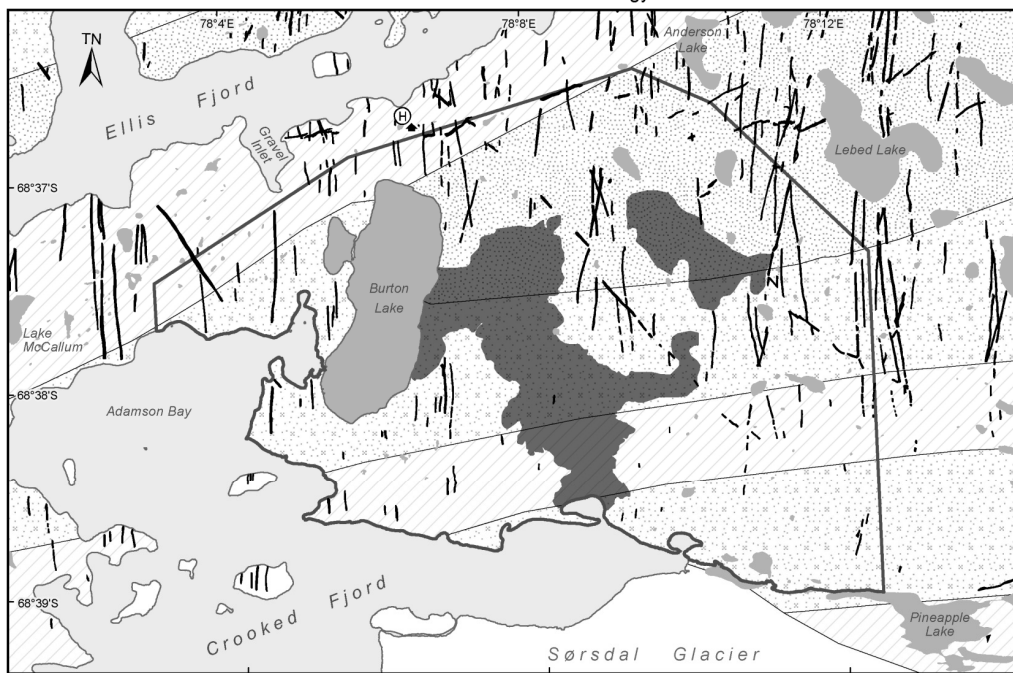 78°4'E
78°8'E
78°12'E
TN
Anderson
Lake
Ellis Fjord
H
Gravel
Inlet
Lebed Lake
68°37'S
Burton
Lake
Lake
McCallum
68°38'S
Adamson Bay
68°39'S
Crooked Fjord
Pineapple
Lake
Sørsdal Glacier